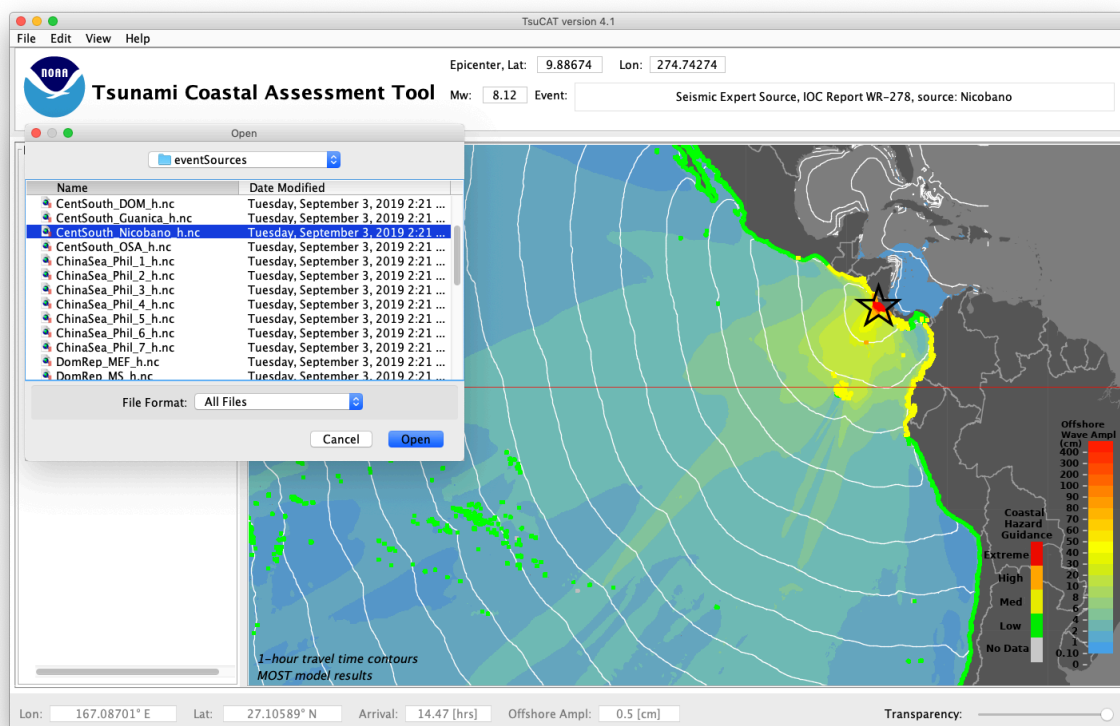 TsuCAT version 4.1
File Edit View Help
NOAA
Tsunami Coastal Assessment Tool
Epicenter, Lat: 9.88674 Lon: 274.74274
Mw: 8.12 Event: Seismic Expert Source, IOC Report WR-278, source: Nicobano
Open
eventSources
Name Date Modified
CentSouth_DOM_h.nc Tuesday, September 3, 2019 2:21 ...
CentSouth_Guanica_h.nc Tuesday, September 3, 2019 2:21 ...
CentSouth_Nicobano_h.nc Tuesday, September 3, 2019 2:21 ...
CentSouth_OSA_h.nc Tuesday, September 3, 2019 2:21 ...
ChinaSea_Phil_1_h.nc Tuesday, September 3, 2019 2:21 ...
ChinaSea_Phil_2_h.nc Tuesday, September 3, 2019 2:21 ...
ChinaSea_Phil_3_h.nc Tuesday, September 3, 2019 2:21 ...
ChinaSea_Phil_4_h.nc Tuesday, September 3, 2019 2:21 ...
ChinaSea_Phil_5_h.nc Tuesday, September 3, 2019 2:21 ...
ChinaSea_Phil_6_h.nc Tuesday, September 3, 2019 2:21 ...
ChinaSea_Phil_7_h.nc Tuesday, September 3, 2019 2:21 ...
DomRep_MEF_h.nc Tuesday, September 3, 2019 2:21 ...
DomRep_MS_h.nc Tuesday, September 3, 2019 2:21 ...
File Format: All Files
Cancel Open
Offshore
Wave Ampl
(cm)
400
300
200
100
90
80
70
60
50
40
30
20
10
8
6
4
2
1
0.10
0
Coastal
Hazard
Guidance
Extreme
High
Med
Low
No Data
1-hour travel time contours
MOST model results
Lon: 167.08701° E Lat: 27.10589° N Arrival: 14.47 [hrs] Offshore Ampl: 0.5 [cm] Transparency: